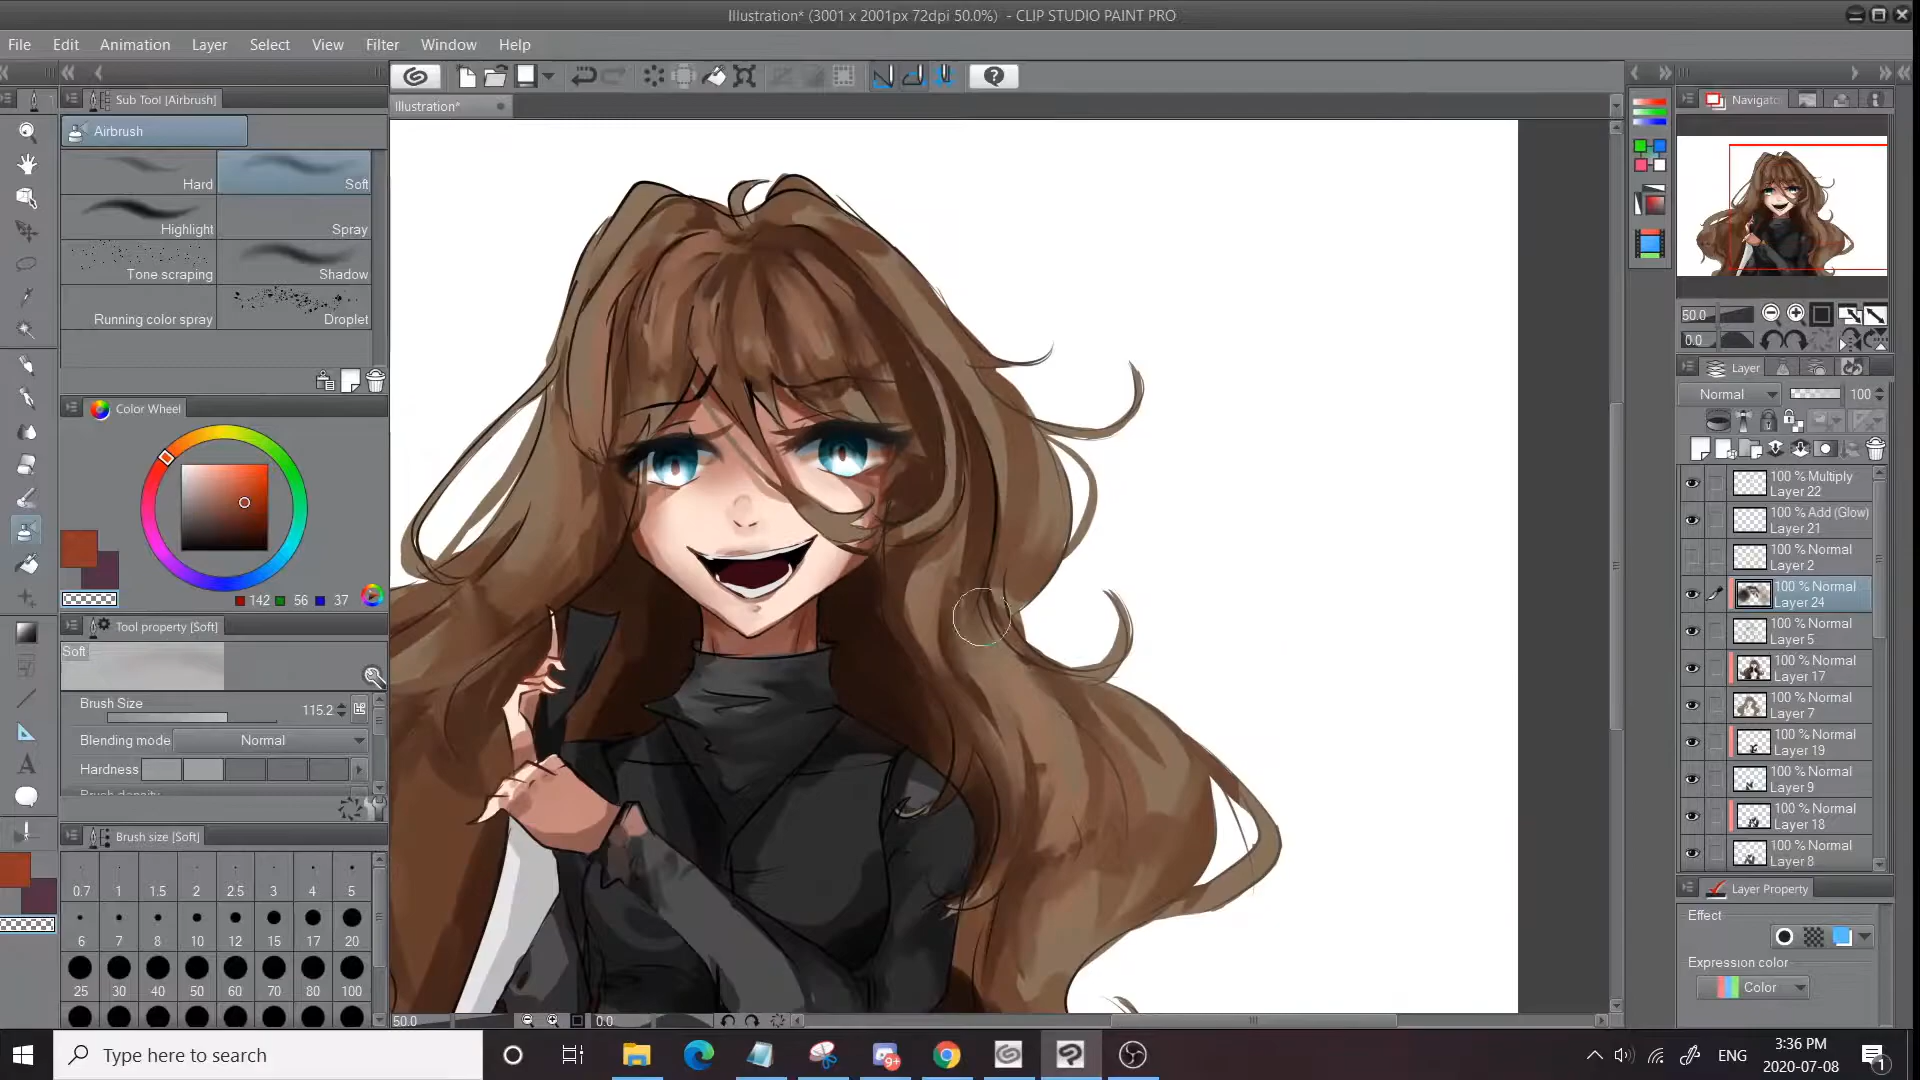 Illustration* (3001 x 2001px 72dpi 50.0%) - CLIP STUDIO PAINT PRO
File Edit Animation Layer Select View Filter Window Help
Sub Tool [Airbrush]
Illustration*
Navigator
Airbrush
Hard
Soft
Highlight
Spray
Tone scraping
Shadow
Running color spray
Droplet
50.0
0.0
Layer
Normal 100
Color Wheel
142 56 37
100 % Multiply
Layer 22
100 % Add (Glow)
Layer 21
100 % Normal
Layer 2
100 % Normal
Layer 24
100 % Normal
Layer 5
100 % Normal
Layer 17
100 % Normal
Layer 7
100 % Normal
Layer 19
100 % Normal
Layer 9
100 % Normal
Layer 18
100 % Normal
Layer 8
Tool property [Soft]
Soft
Brush Size 115.2
Blending mode Normal
Hardness
Brush density
Brush size [Soft]
0.7 1 1.5 2 2.5 3 4 5
6 7 8 10 12 15 17 20
25 30 40 50 60 70 80 100
Layer Property
Effect
Expression color
Color
50.0 0.0
Type here to search
9+
ENG
3:36 PM
2020-07-08
1